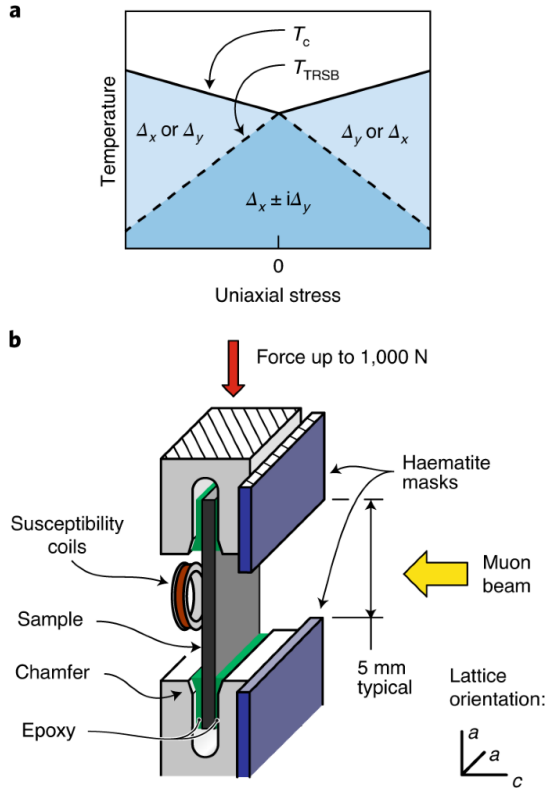 a
T_c
T_TRSB
Temperature
Δ_x or Δ_y
Δ_y or Δ_x
Δ_x ± iΔ_y
0
Uniaxial stress
b
Force up to 1,000 N
Haematite
masks
Susceptibility
coils
Muon
beam
Sample
Chamfer
5 mm
typical
Epoxy
Lattice
orientation:
a
a
c